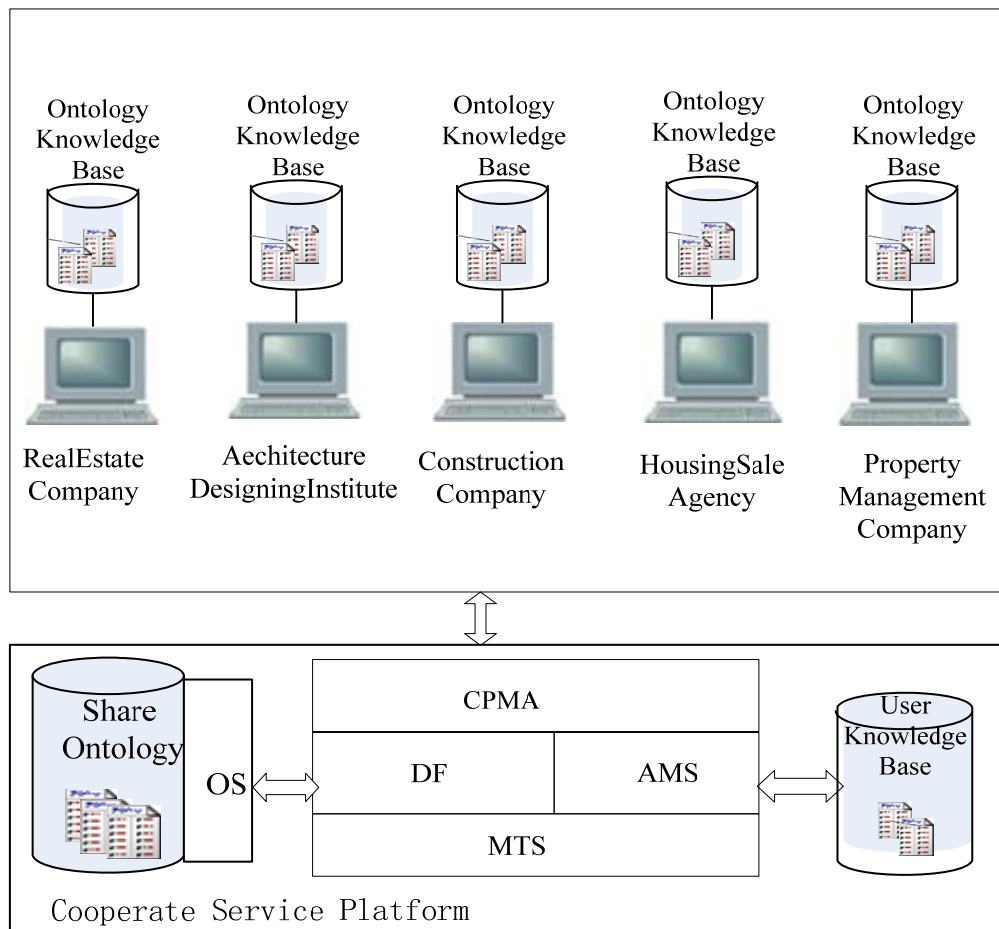 Ontology
Knowledge
Base
Ontology
Knowledge
Base
Ontology
Knowledge
Base
Ontology
Knowledge
Base
Ontology
Knowledge
Base
RealEstate
Company
Aechitecture
DesigningInstitute
Construction
Company
HousingSale
Agency
Property
Management
Company
Share
Ontology
OS
CPMA
DF
AMS
MTS
User
Knowledge
Base
Cooperate Service Platform